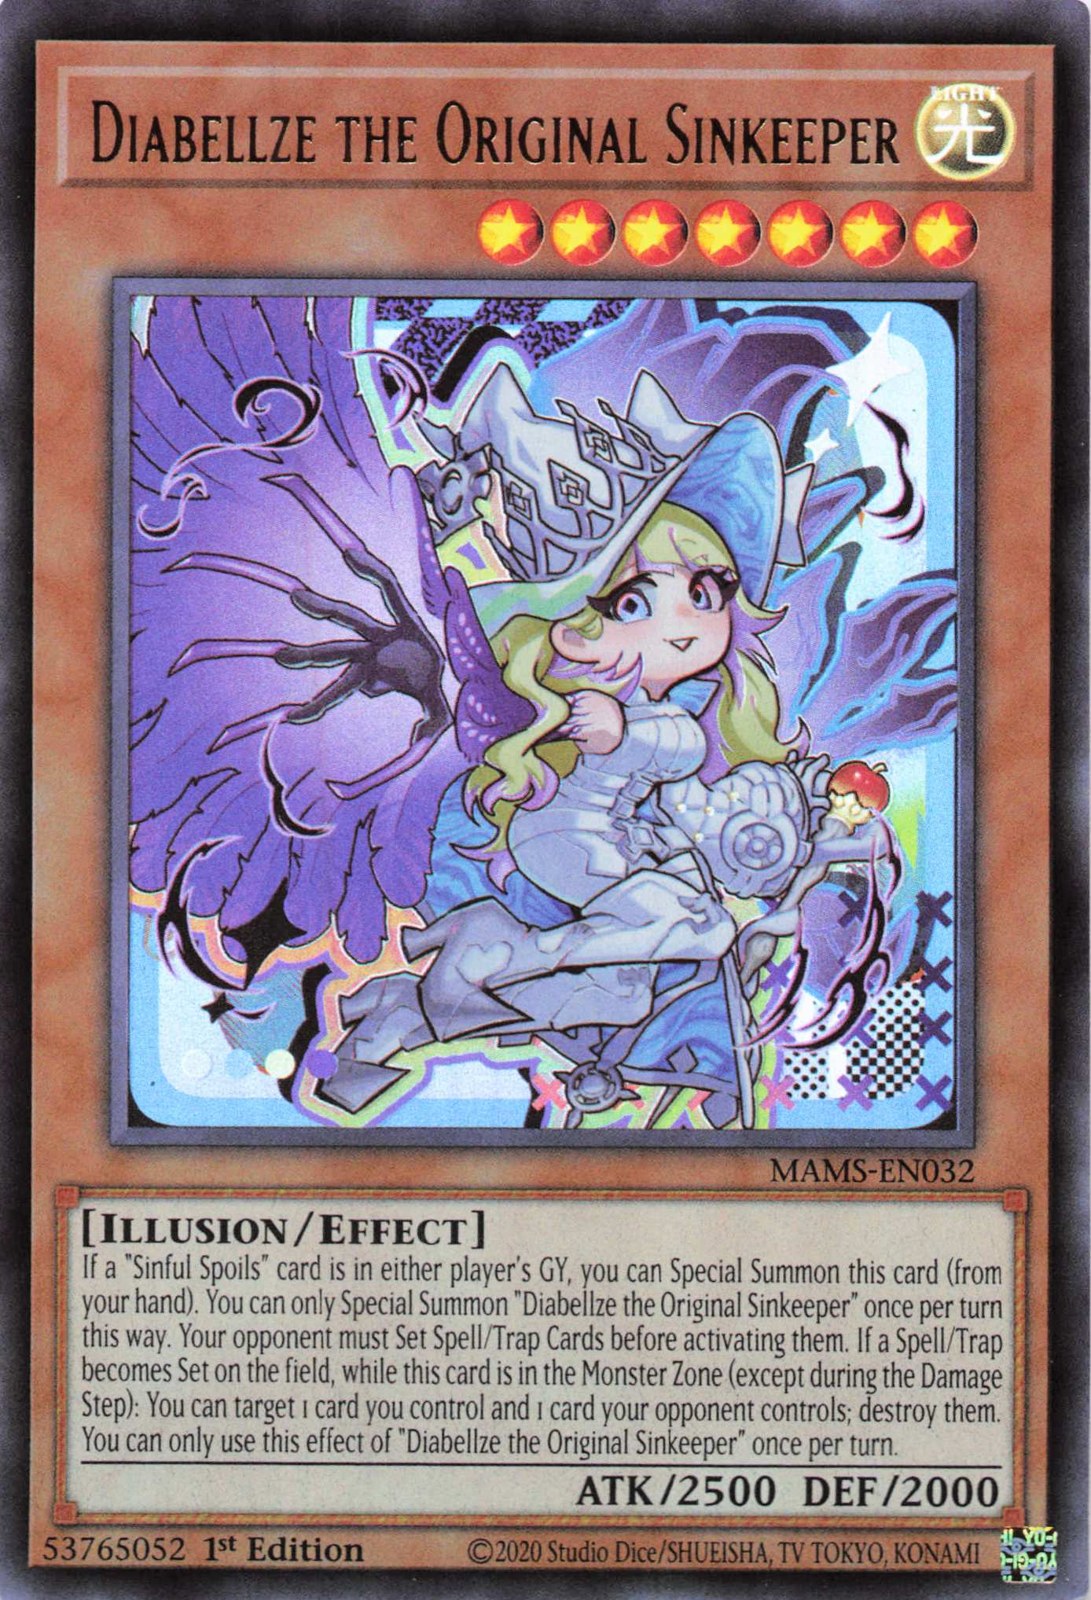 DIABELLZE THE ORIGINAL SINKEEPER
LIGHT
光
MAMS-EN032
[ILLUSION/EFFECT]
If a "Sinful Spoils" card is in either player's GY, you can Special Summon this card (from
your hand). You can only Special Summon "Diabellze the Original Sinkeeper" once per turn
this way. Your opponent must Set Spell/Trap Cards before activating them. If a Spell/Trap
becomes Set on the field, while this card is in the Monster Zone (except during the Damage
Step): You can target 1 card you control and 1 card your opponent controls; destroy them.
You can only use this effect of "Diabellze the Original Sinkeeper" once per turn.
ATK/2500 DEF/2000
53765052 1st Edition ©2020 Studio Dice/SHUEISHA, TV TOKYO, KONAMI